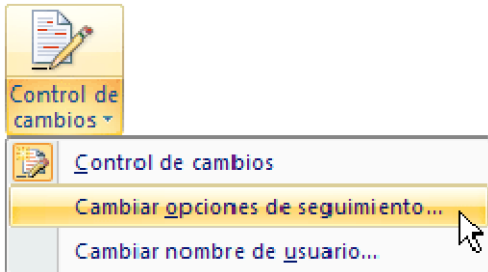 Control de
cambios
Control de cambios
Cambiar opciones de seguimiento...
Cambiar nombre de usuario...